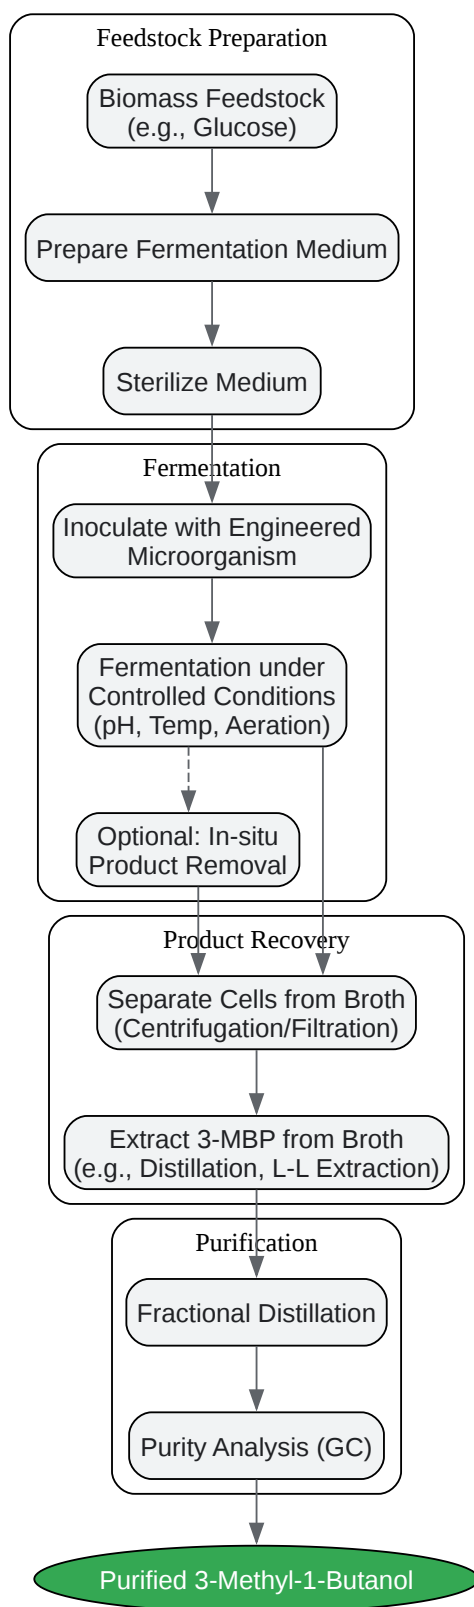 Feedstock Preparation
Biomass Feedstock
(e.g., Glucose)
Prepare Fermentation Medium
Sterilize Medium
Fermentation
Inoculate with Engineered
Microorganism
Fermentation under
Controlled Conditions
(pH, Temp, Aeration)
Optional: In-situ
Product Removal
Product Recovery
Separate Cells from Broth
(Centrifugation/Filtration)
Extract 3-MBP from Broth
(e.g., Distillation, L-L Extraction)
Purification
Fractional Distillation
Purity Analysis (GC)
Purified 3-Methyl-1-Butanol